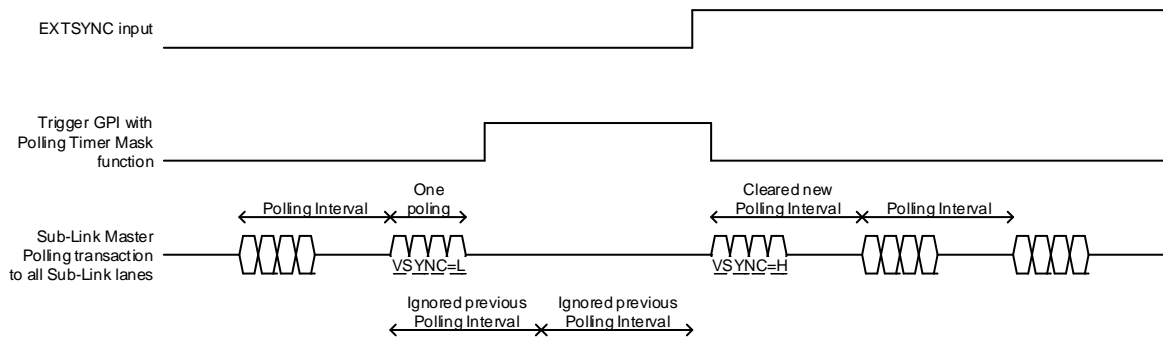 EXTSYNC input
Trigger GPI with
Polling Timer Mask
function
Polling Interval
One
poling
Cleared new
Polling Interval
Polling Interval
Sub-Link Master
Polling transaction
to all Sub-Link lanes
VSYNC=L
VSYNC=H
Ignored previous
Polling Interval
Ignored previous
Polling Interval